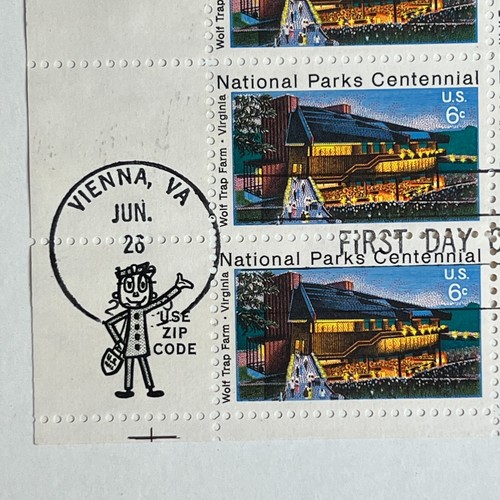 Wolf Trap
National Parks Centennial
U.S.
6c
Wolf Trap Farm · Virginia
VIENNA, VA
JUN.
26
FIRST DAY
National Parks Centennial
U.S.
6c
Wolf Trap Farm · Virginia
USE
ZIP
CODE